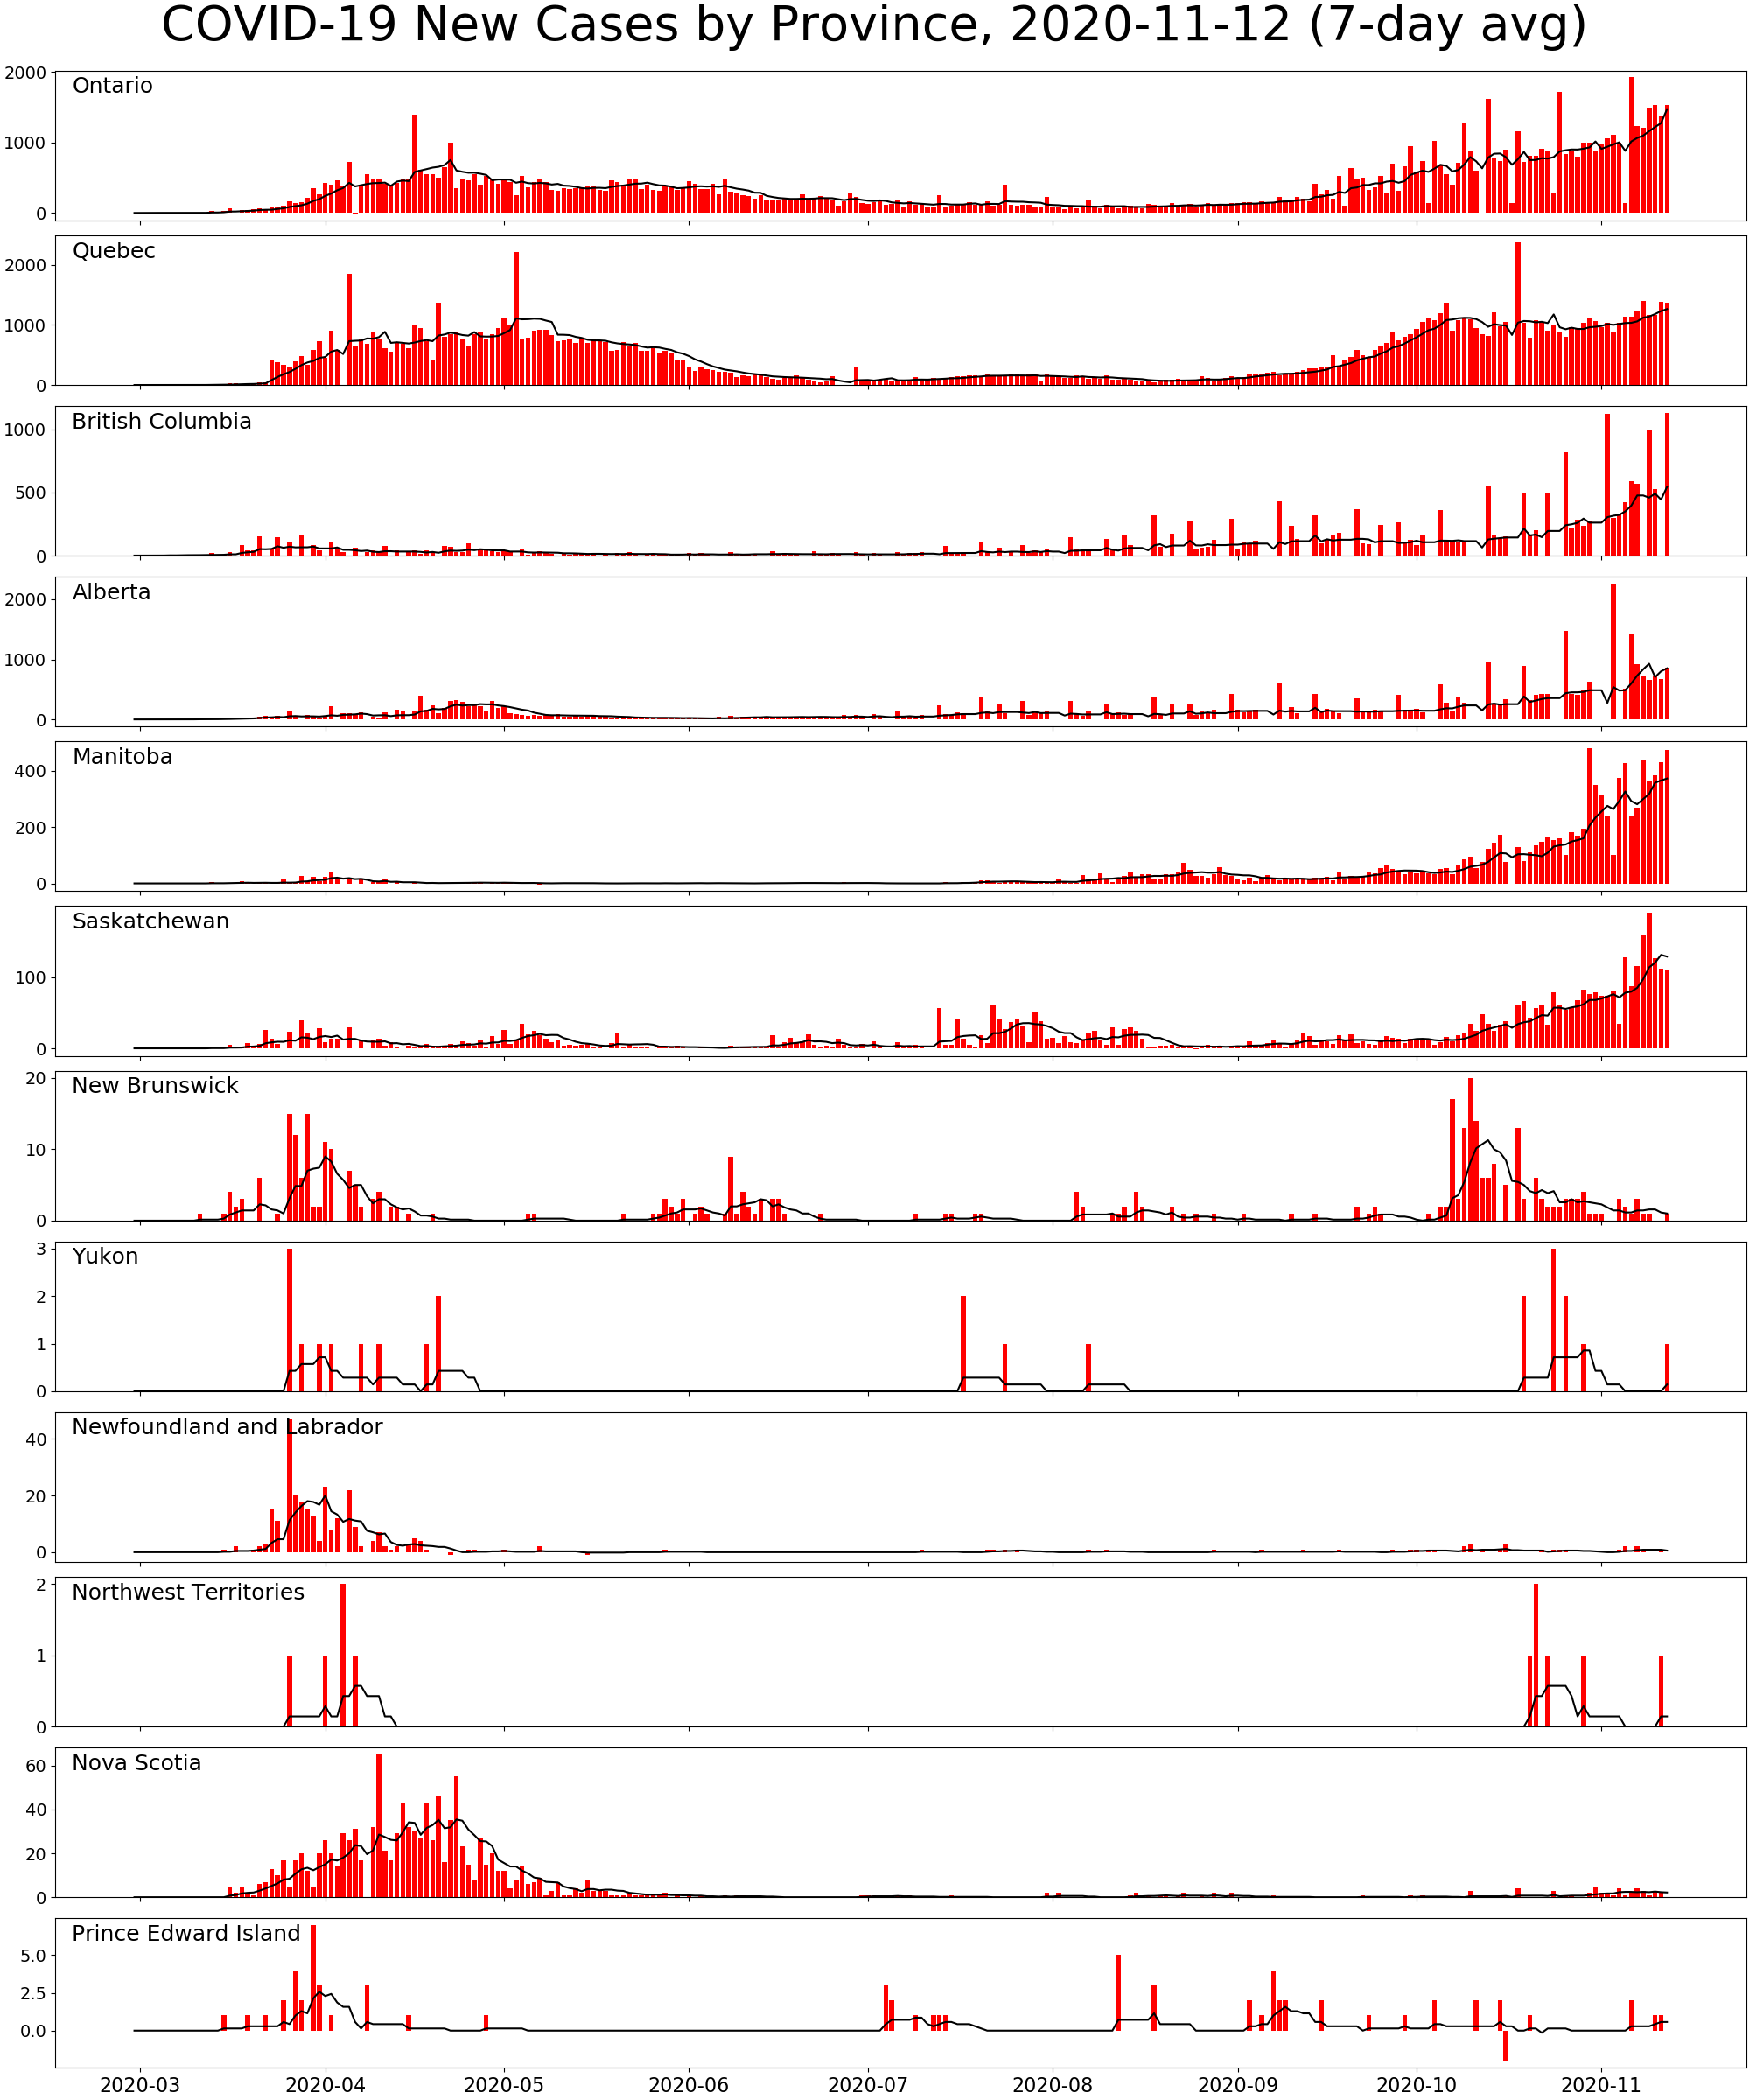 COVID-19 New Cases by Province, 2020-11-12 (7-day avg)
Ontario
2000
1000
0
Quebec
2000
1000
0
British Columbia
1000
500
0
Alberta
2000
1000
0
Manitoba
400
200
0
Saskatchewan
100
0
New Brunswick
20
10
0
Yukon
3
2
1
0
Newfoundland and Labrador
40
20
0
Northwest Territories
2
1
0
Nova Scotia
60
40
20
0
Prince Edward Island
5.0
2.5
0.0
2020-03 2020-04 2020-05 2020-06 2020-07 2020-08 2020-09 2020-10 2020-11